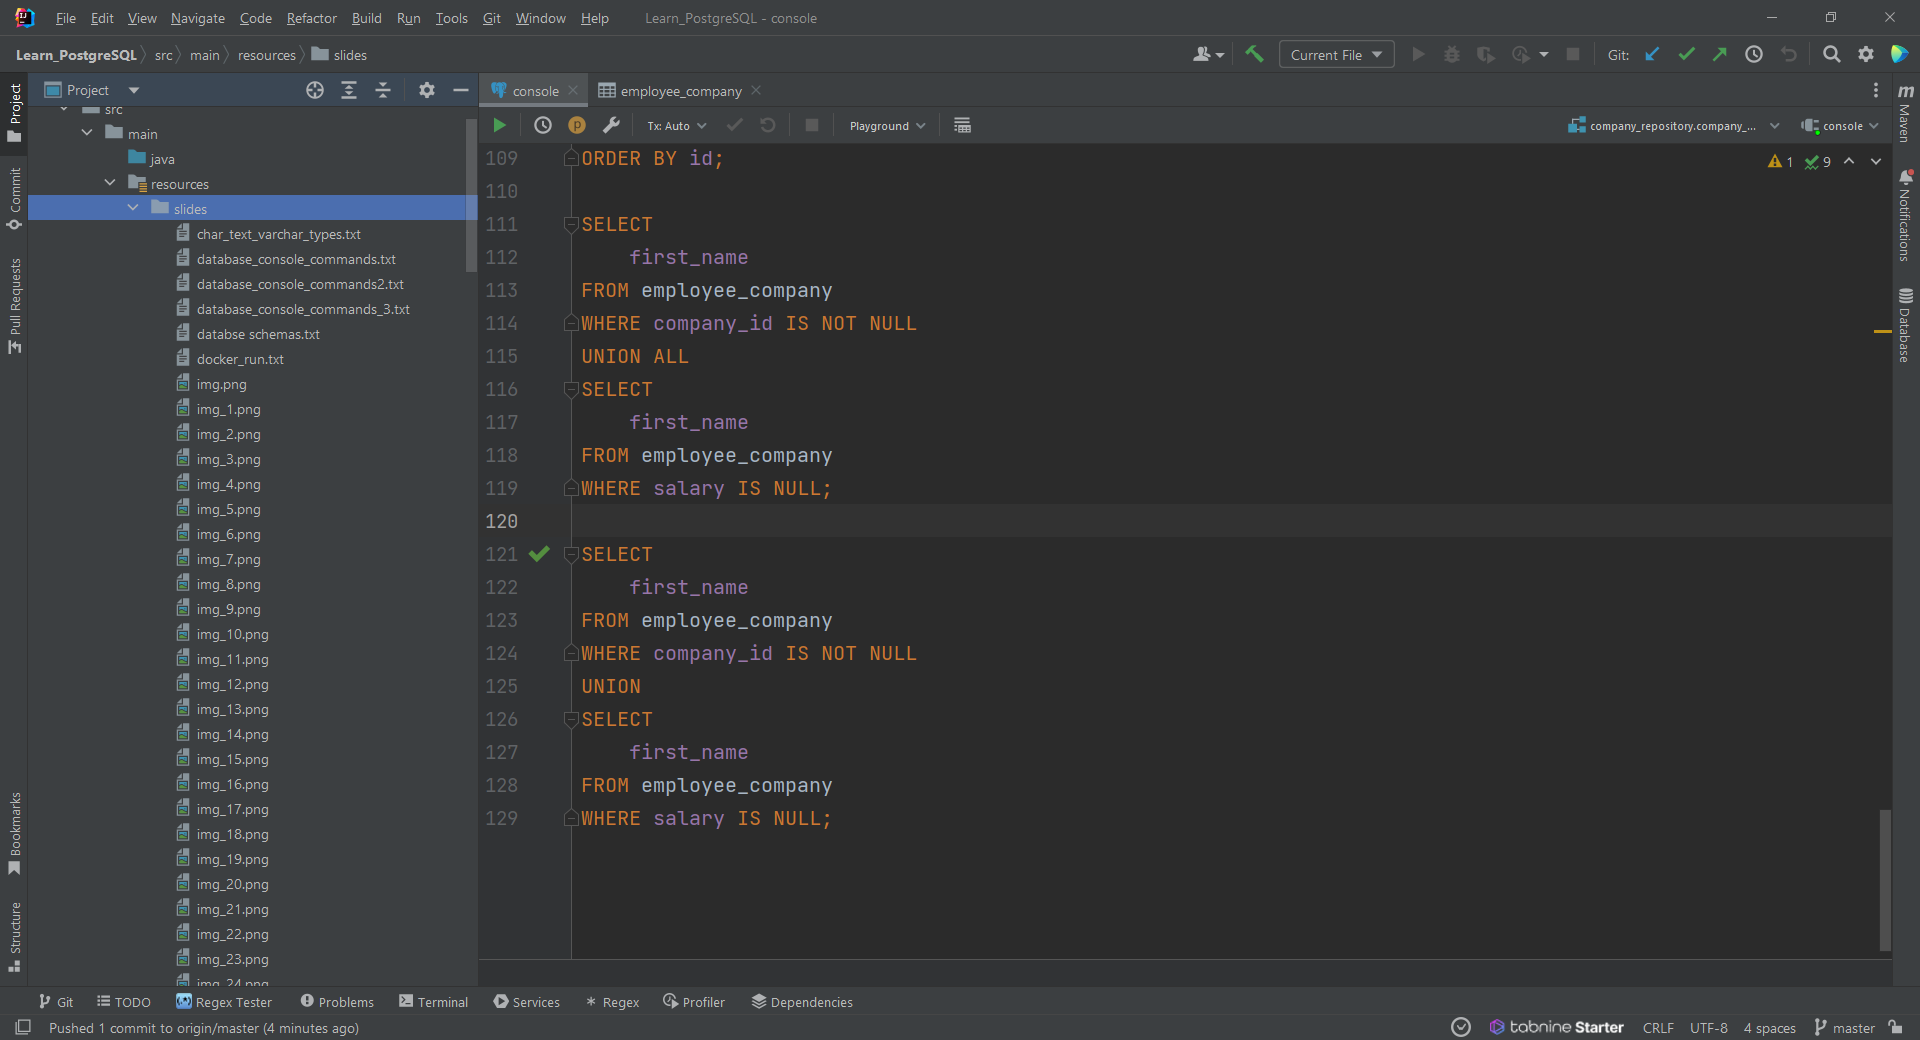 File Edit View Navigate Code Refactor Build Run Tools Git Window Help Learn_PostgreSQL - console
Learn_PostgreSQL src main resources slides Current File Git:
Project
console employee_company
Tx: Auto Playground company_repository.company_... console
Project
Commit
Pull Requests
Bookmarks
Structure
src
main
java
resources
slides
char_text_varchar_types.txt
database_console_commands.txt
database_console_commands2.txt
database_console_commands_3.txt
databse schemas.txt
docker_run.txt
img.png
img_1.png
img_2.png
img_3.png
img_4.png
img_5.png
img_6.png
img_7.png
img_8.png
img_9.png
img_10.png
img_11.png
img_12.png
img_13.png
img_14.png
img_15.png
img_16.png
img_17.png
img_18.png
img_19.png
img_20.png
img_21.png
img_22.png
img_23.png
img_24.png
109 ORDER BY id;
110
111 SELECT
112 first_name
113 FROM employee_company
114 WHERE company_id IS NOT NULL
115 UNION ALL
116 SELECT
117 first_name
118 FROM employee_company
119 WHERE salary IS NULL;
120
121 SELECT
122 first_name
123 FROM employee_company
124 WHERE company_id IS NOT NULL
125 UNION
126 SELECT
127 first_name
128 FROM employee_company
129 WHERE salary IS NULL;
1 9
m Maven
Notifications
Database
Git TODO Regex Tester Problems Terminal Services Regex Profiler Dependencies
Pushed 1 commit to origin/master (4 minutes ago) tabnine Starter CRLF UTF-8 4 spaces master